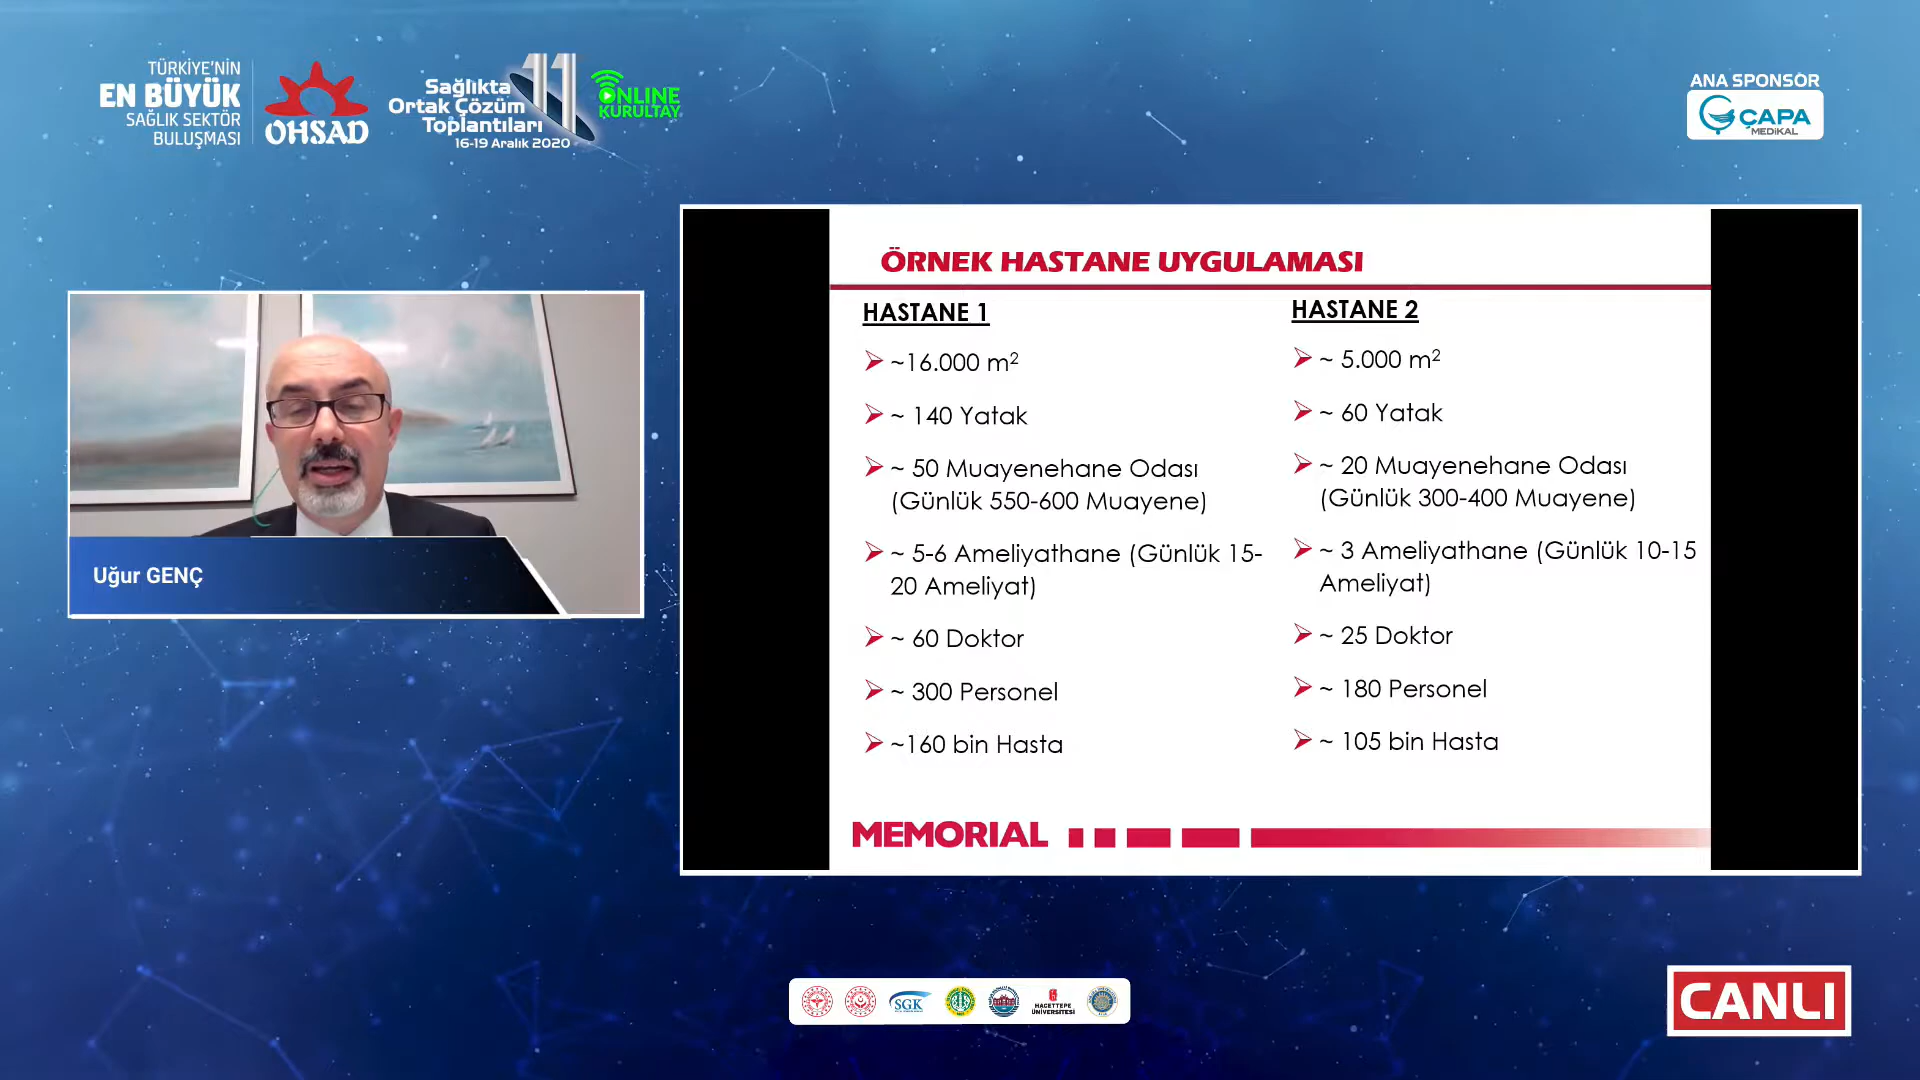 TÜRKİYE'NİN
EN BÜYÜK
SAĞLIK SEKTÖR
BULUŞMASI
OHSAD
Sağlıkta
Ortak Çözüm
Toplantıları
11
16-19 Aralık 2020
ONLINE
KURULTAY
ANA SPONSOR
ÇAPA
MEDİKAL
Uğur GENÇ
ÖRNEK HASTANE UYGULAMASI
HASTANE 1
~16.000 m²
~ 140 Yatak
~ 50 Muayenehane Odası
(Günlük 550-600 Muayene)
~ 5-6 Ameliyathane (Günlük 15-
20 Ameliyat)
~ 60 Doktor
~ 300 Personel
~160 bin Hasta
HASTANE 2
~ 5.000 m²
~ 60 Yatak
~ 20 Muayenehane Odası
(Günlük 300-400 Muayene)
~ 3 Ameliyathane (Günlük 10-15
Ameliyat)
~ 25 Doktor
~ 180 Personel
~ 105 bin Hasta
MEMORIAL
SGK
HACETTEPE
ÜNİVERSİTESİ
CANLI